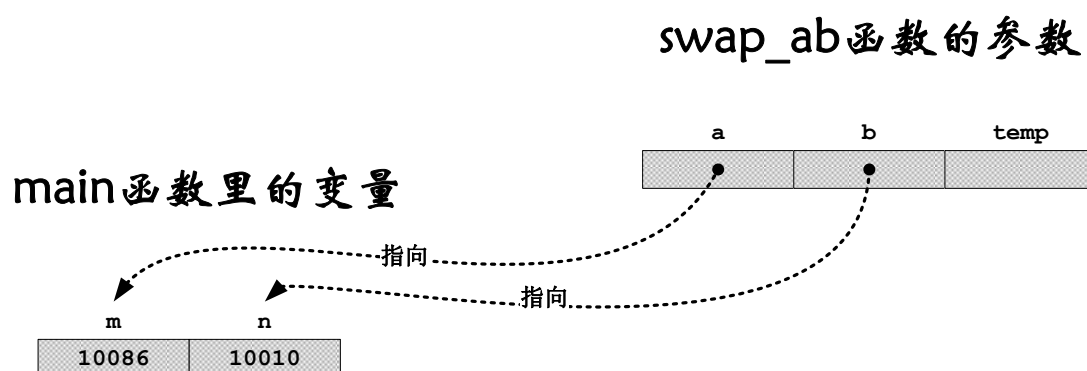 swap_ab函数的参数
a b temp
main函数里的变量
指向
指向
m n
10086 10010